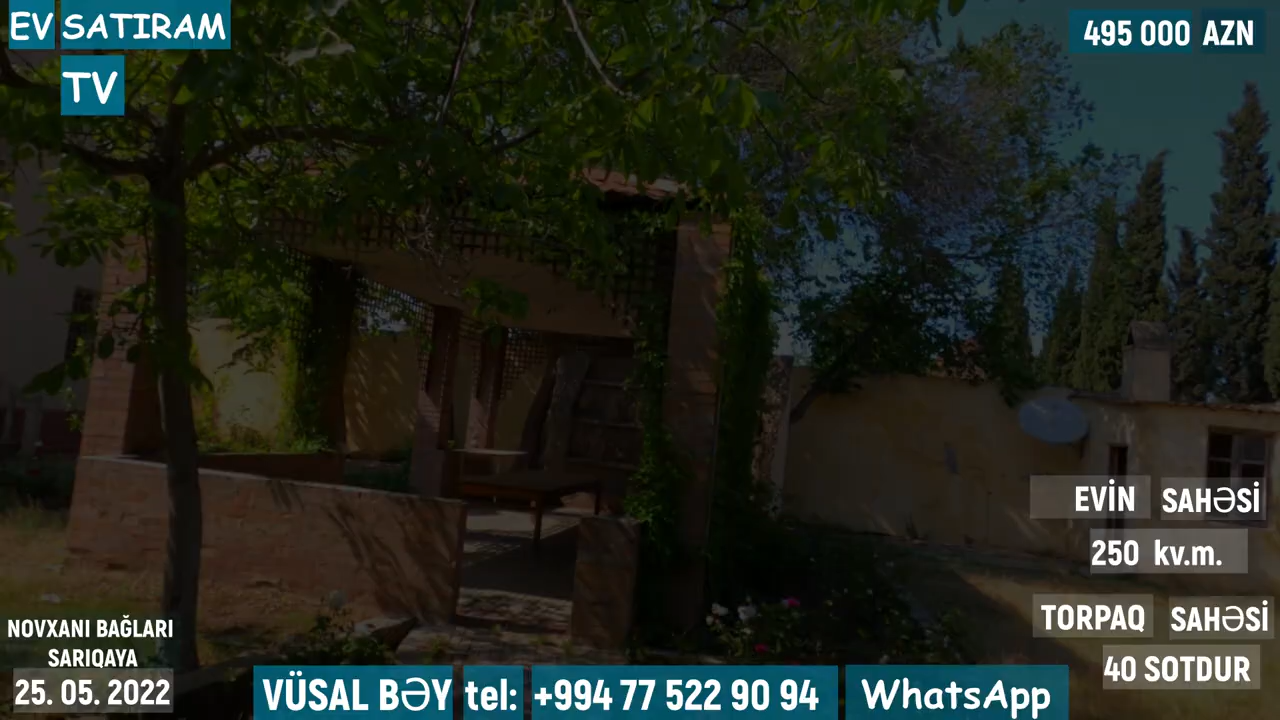 EV SATIRAM
TV
495 000 AZN
EVİN SAHƏSİ
250 kv.m.
TORPAQ SAHƏSİ
40 SOTDUR
NOVXANI BAĞLARI
SARIQAYA
25. 05. 2022
VÜSAL BƏY tel: +994 77 522 90 94 WhatsApp